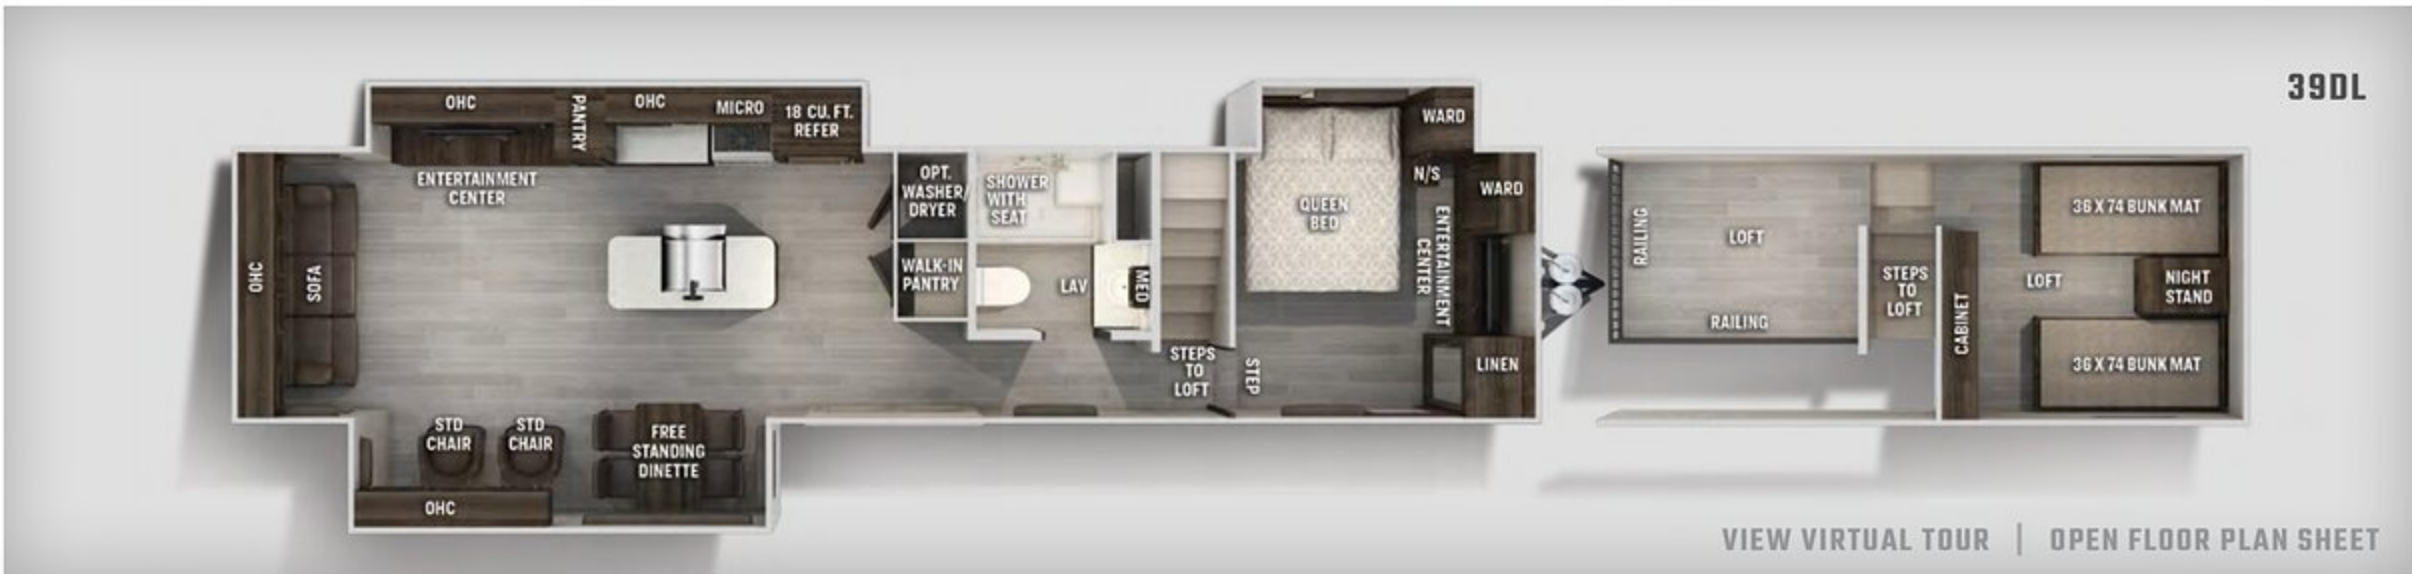 39DL
OHC
PANTRY
OHC
MICRO
18 CU. FT.
REFER
ENTERTAINMENT
CENTER
OHC
SOFA
OPT.
WASHER/
DRYER
WALK-IN
PANTRY
SHOWER
WITH
SEAT
LAV
MED
STEPS
TO
LOFT
STEP
QUEEN
BED
WARD
N/S
WARD
ENTERTAINMENT
CENTER
LINEN
STD
CHAIR
STD
CHAIR
FREE
STANDING
DINETTE
OHC
RAILING
LOFT
RAILING
STEPS
TO
LOFT
CABINET
LOFT
36 X 74 BUNK MAT
NIGHT
STAND
36 X 74 BUNK MAT
VIEW VIRTUAL TOUR | OPEN FLOOR PLAN SHEET